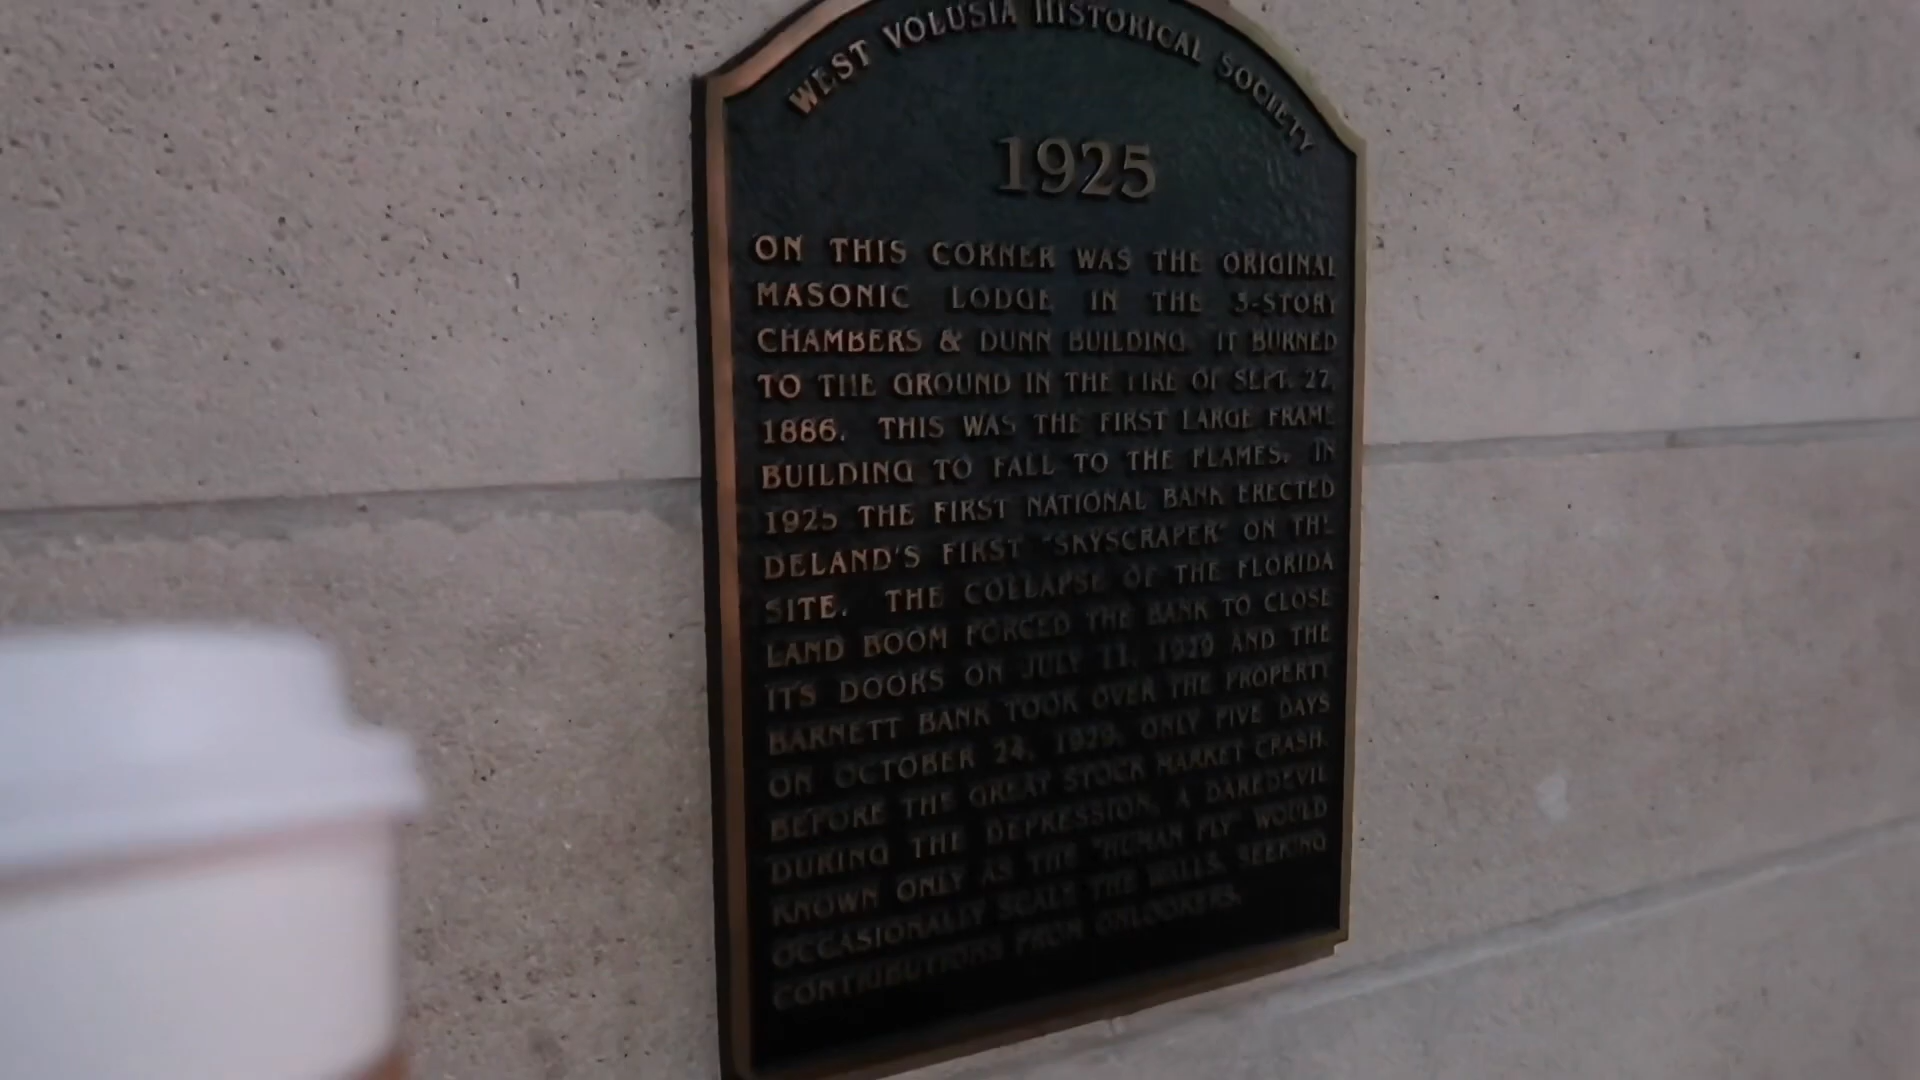 WEST VOLUSIA HISTORICAL SOCIETY
1925
ON THIS CORNER WAS THE ORIGINAL
MASONIC LODGE IN THE 3-STORY
CHAMBERS & DUNN BUILDING. IT BURNED
TO THE GROUND IN THE FIRE OF SEPT. 27,
1886. THIS WAS THE FIRST LARGE FRAME
BUILDING TO FALL TO THE FLAMES. IN
1925 THE FIRST NATIONAL BANK ERECTED
DELAND'S FIRST "SKYSCRAPER" ON THE
SITE. THE COLLAPSE OF THE FLORIDA
LAND BOOM FORCED THE BANK TO CLOSE
ITS DOORS ON JULY 11, 1929 AND THE
BARNETT BANK TOOK OVER THE PROPERTY
ON OCTOBER 24, 1929, ONLY FIVE DAYS
BEFORE THE GREAT STOCK MARKET CRASH.
DURING THE DEPRESSION, A DAREDEVIL
KNOWN ONLY AS THE "HUMAN FLY" WOULD
OCCASIONALLY SCALE THE WALLS, SEEKING
CONTRIBUTIONS FROM ONLOOKERS.